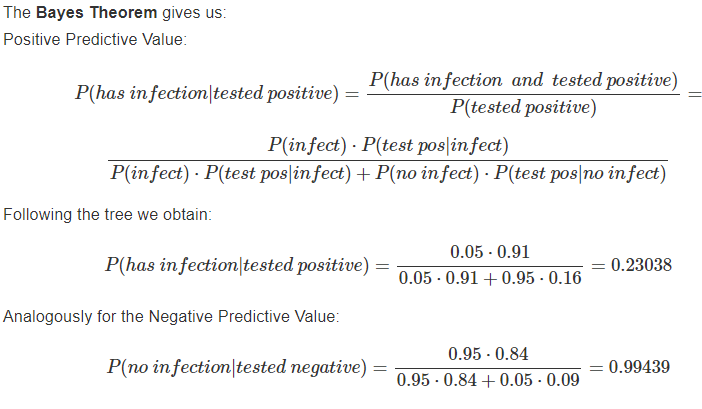 The Bayes Theorem gives us:
Positive Predictive Value:
P(has infection|tested positive) = P(has infection and tested positive) / P(tested positive) =
P(infect) · P(test pos|infect) / P(infect) · P(test pos|infect) + P(no infect) · P(test pos|no infect)
Following the tree we obtain:
P(has infection|tested positive) = 0.05 · 0.91 / 0.05 · 0.91 + 0.95 · 0.16 = 0.23038
Analogously for the Negative Predictive Value:
P(no infection|tested negative) = 0.95 · 0.84 / 0.95 · 0.84 + 0.05 · 0.09 = 0.99439